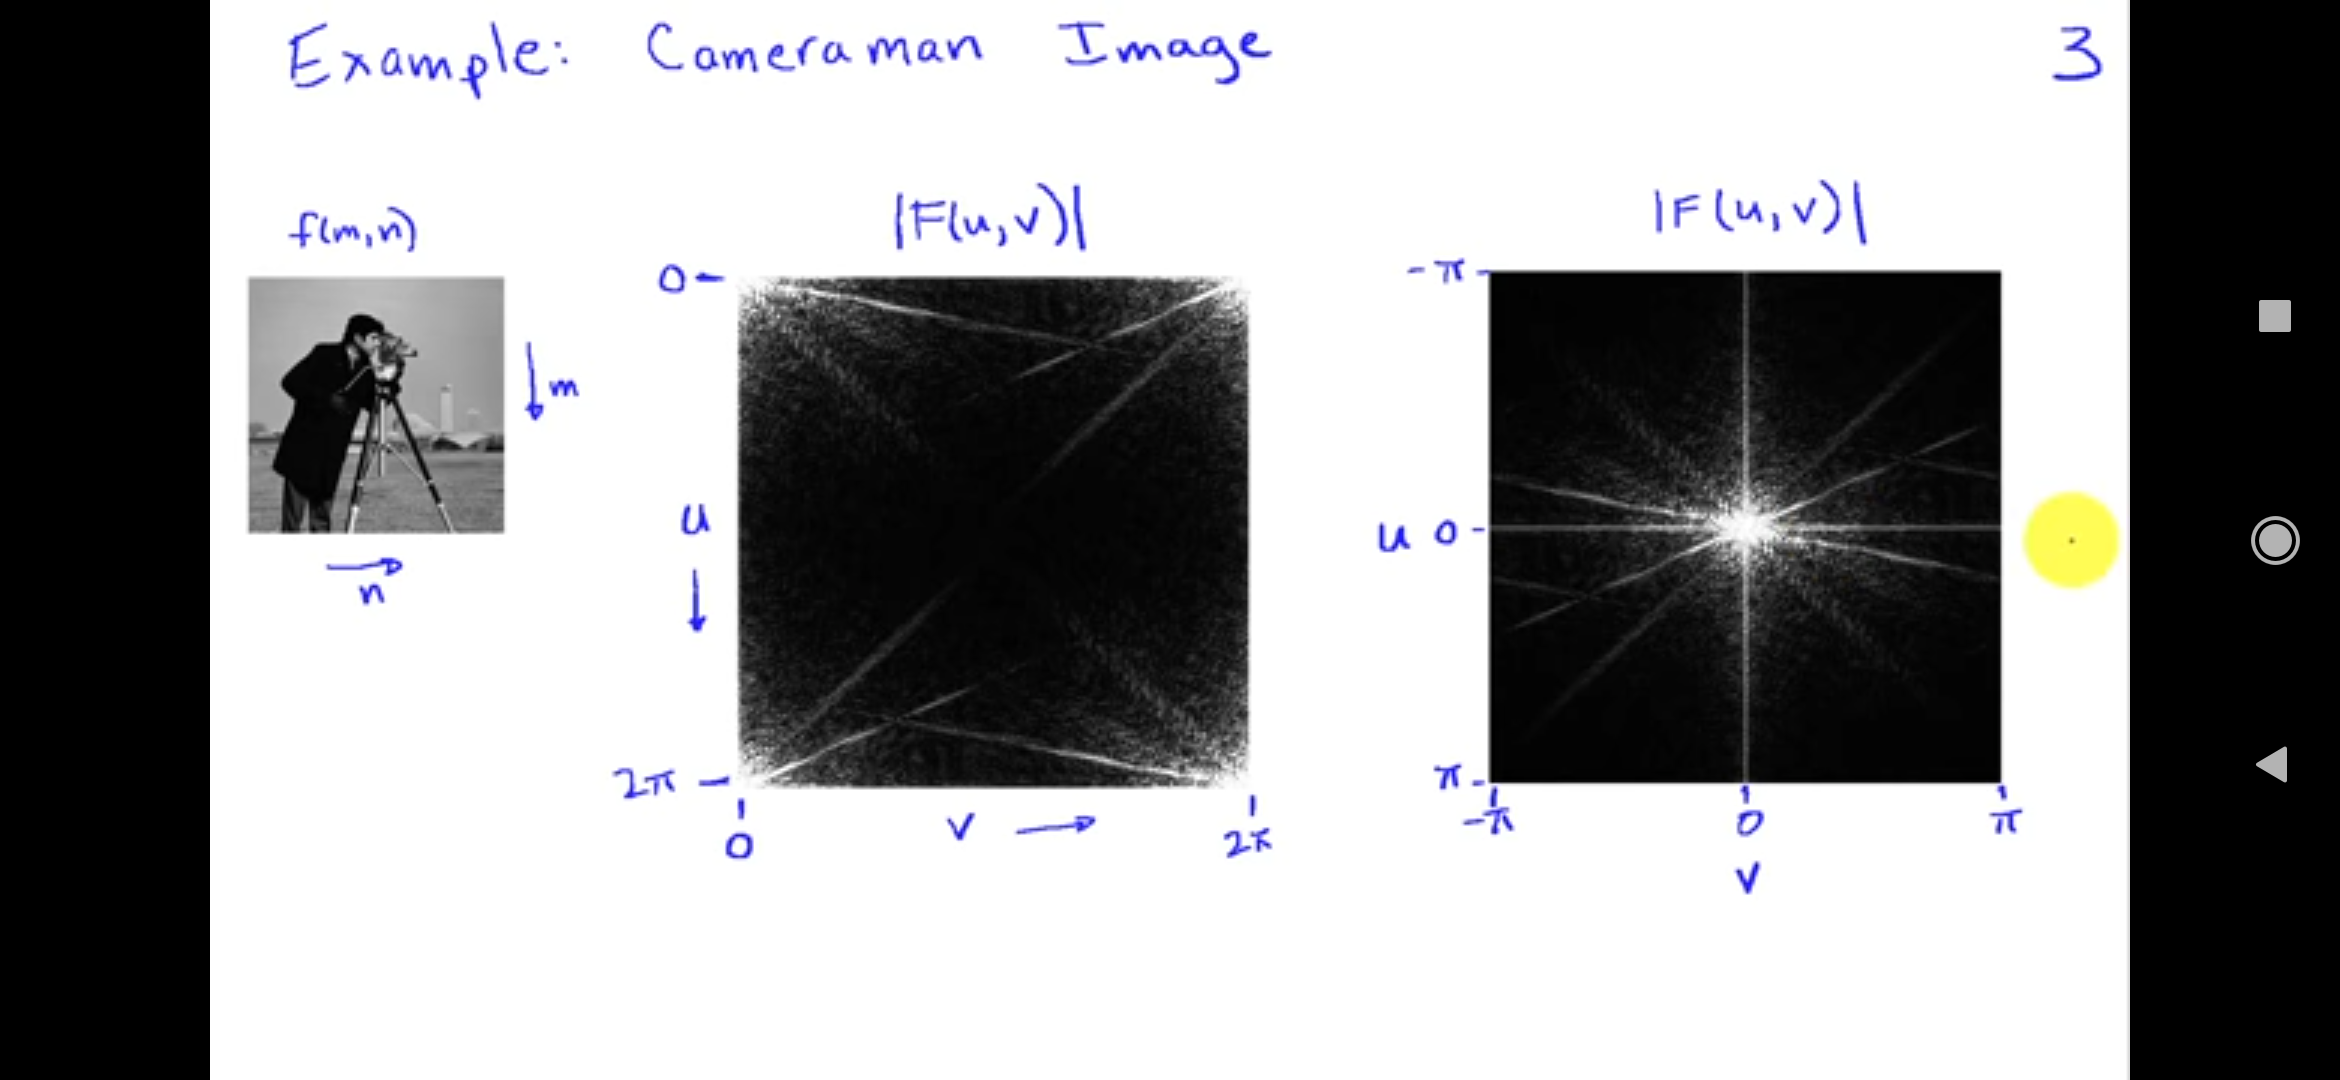 Example: Cameraman Image 3
f(m,n) |F(u,v)| |F(u,v)|
0 -π
m
u u 0
n
2π π
0 v 2π -π 0 π
v